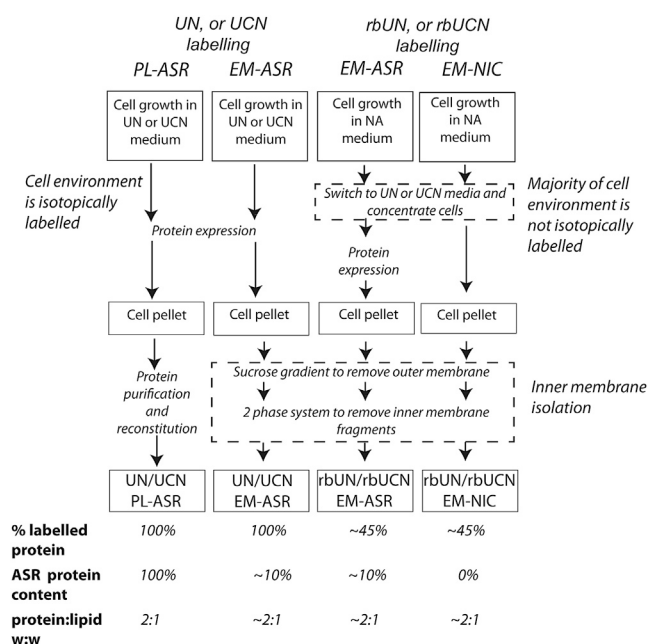 UN, or UCN
labelling
rbUN, or rbUCN
labelling
PL-ASR
EM-ASR
EM-ASR
EM-NIC
Cell growth in
UN or UCN
medium
Cell growth
in UN or UCN
medium
Cell growth
in NA
medium
Cell growth
in NA
medium
Cell environment
is isotopically
labelled
Switch to UN or UCN media and
concentrate cells
Majority of cell
environment is
not isotopically
labelled
Protein expression
Protein
expression
Cell pellet
Cell pellet
Cell pellet
Cell pellet
Protein
purification
and
reconstitution
Sucrose gradient to remove outer membrane
2 phase system to remove inner membrane
fragments
Inner membrane
isolation
UN/UCN
PL-ASR
UN/UCN
EM-ASR
rbUN/rbUCN
EM-ASR
rbUN/rbUCN
EM-NIC
% labelled
protein
100%
100%
~45%
~45%
ASR protein
content
100%
~10%
~10%
0%
protein:lipid
w:w
2:1
~2:1
~2:1
~2:1